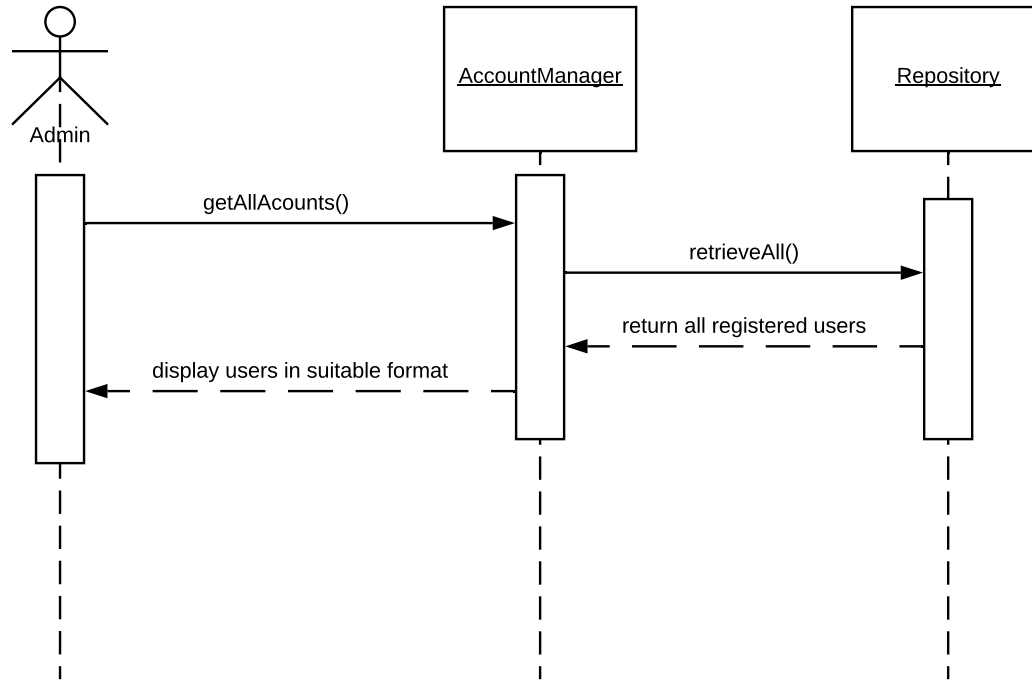 Admin
AccountManager
Repository
getAllAcounts()
retrieveAll()
return all registered users
display users in suitable format